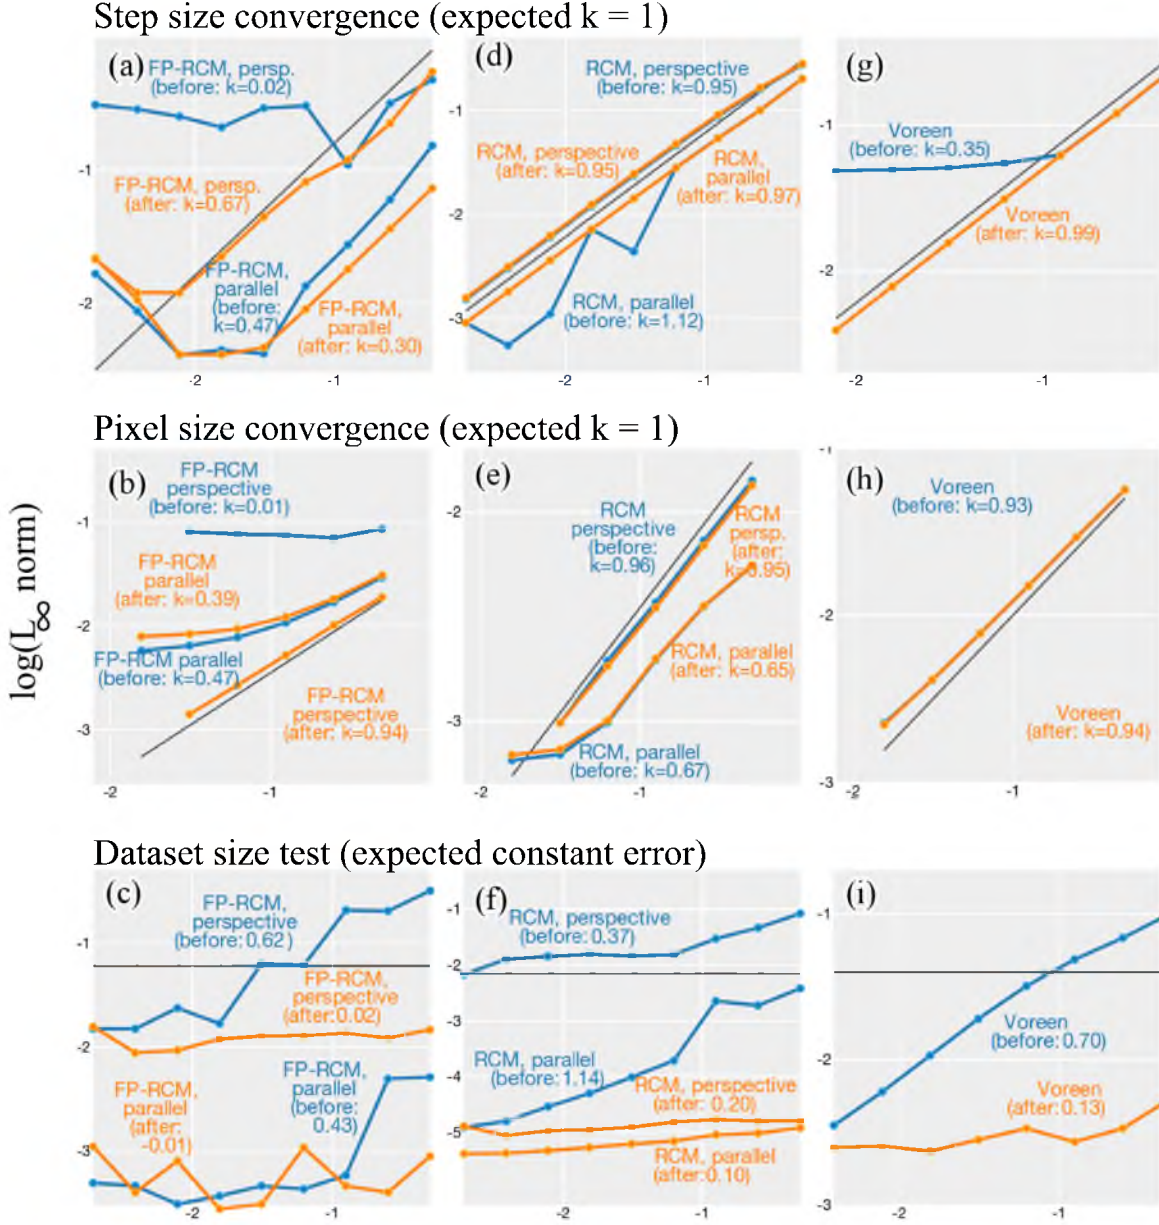 Step size convergence (expected k = 1)
(a)
FP-RCM, persp.
(before: k=0.02)
-1
FP-RCM, persp.
(after: k=0.67)
FP-RCM,
parallel
(before:
k=0.47)
-2
FP-RCM,
parallel
(after: k=0.30)
-2
-1
(d)
RCM, perspective
(before: k=0.95)
-1
RCM, perspective
(after: k=0.95)
RCM,
parallel
(after: k=0.97)
-2
RCM, parallel
(before: k=1.12)
-3
-2
-1
(g)
-1
Voreen
(before: k=0.35)
Voreen
(after: k=0.99)
-2
-2
-1
Pixel size convergence (expected k = 1)
log(L∞ norm)
(b)
FP-RCM
perspective
(before: k=0.01)
-1
FP-RCM
parallel
(after: k=0.39)
-2
FP-RCM parallel
(before: k=0.47)
FP-RCM
perspective
(after: k=0.94)
-3
-2
-1
(e)
-2
RCM
perspective
(before:
k=0.96)
RCM
persp.
(after:
k=0.95)
RCM, parallel
(after: k=0.65)
-3
RCM, parallel
(before: k=0.67)
-2
-1
-1
(h)
Voreen
(before: k=0.93)
-2
Voreen
(after: k=0.94)
-3
-2
-1
Dataset size test (expected constant error)
(c)
FP-RCM,
perspective
(before: 0.62 )
-1
FP-RCM,
perspective
(after:0.02)
-2
FP-RCM,
parallel
(after:
-0.01)
FP-RCM,
parallel
(before:
0.43)
-3
-2
-1
(f)
-1
RCM, perspective
(before: 0.37)
-2
-3
RCM, parallel
(before: 1.14)
-4
RCM, perspective
(after: 0.20)
-5
RCM, parallel
(after:0.10)
-2
-1
(i)
-1
Voreen
(before: 0.70)
-2
Voreen
(after: 0.13)
-3
-2
-1